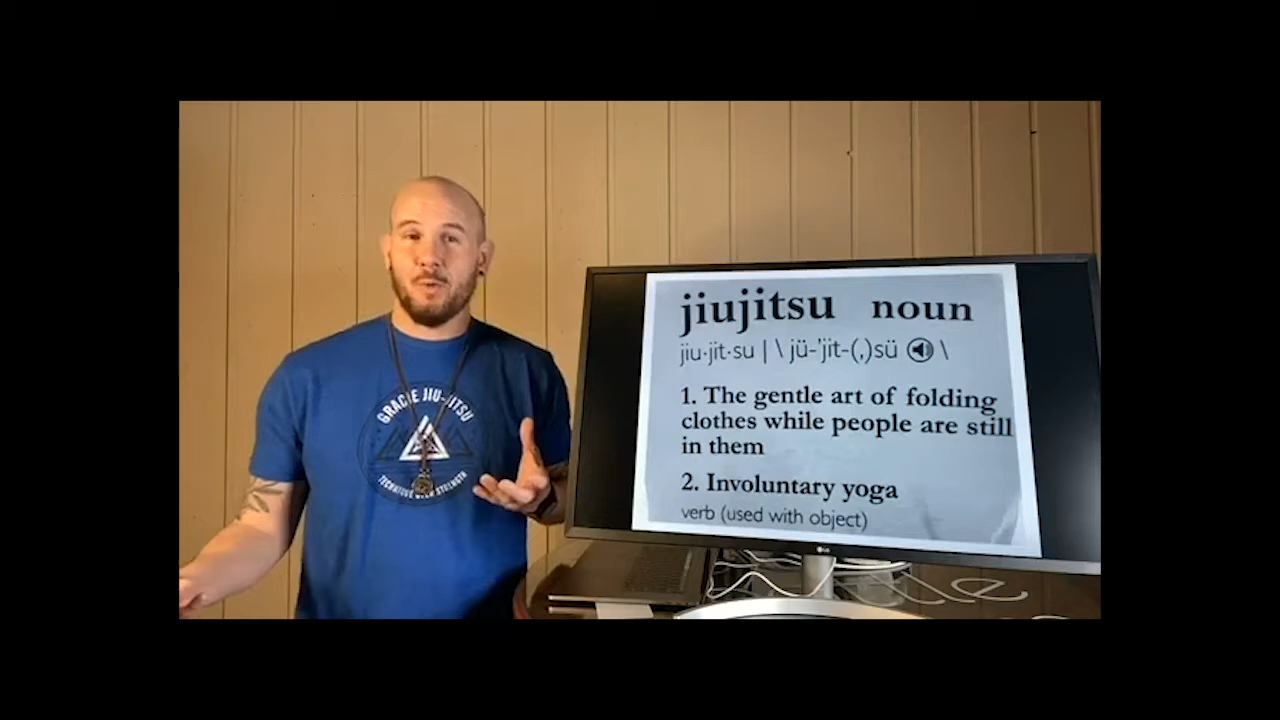 GRACIE JIU-JITSU
TECHNIQUE OVER STRENGTH
jiujitsu noun
jiu·jit·su | \ jü-ˈjit-(ˌ)sü \
1. The gentle art of folding
clothes while people are still
in them
2. Involuntary yoga
verb (used with object)
LG